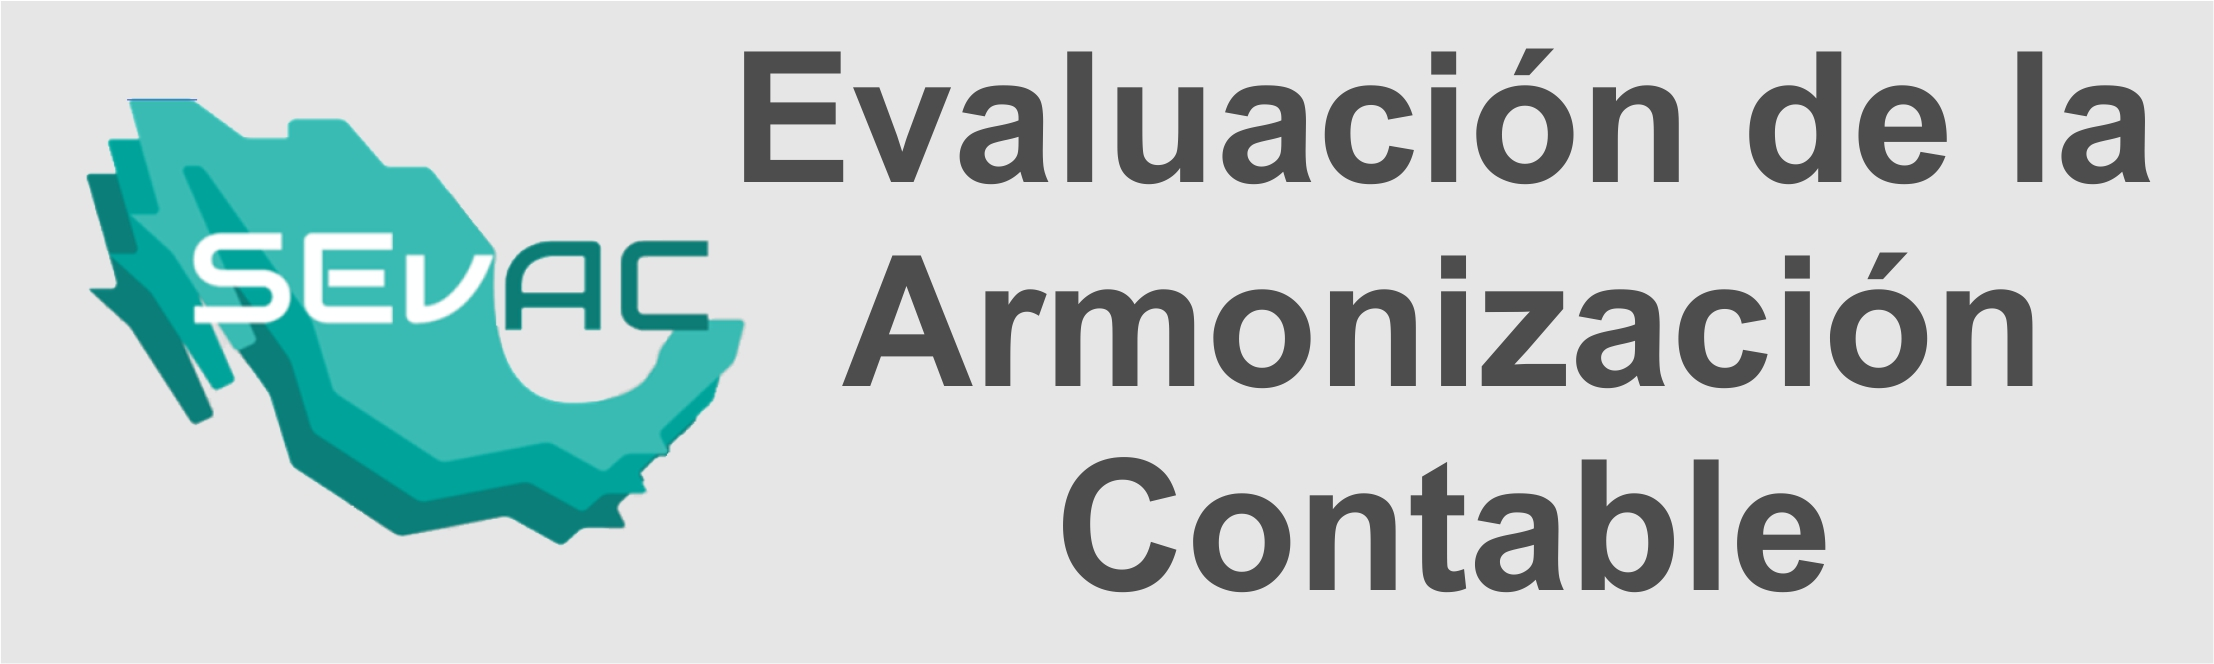 SEVAC
Evaluación de la
Armonización
Contable